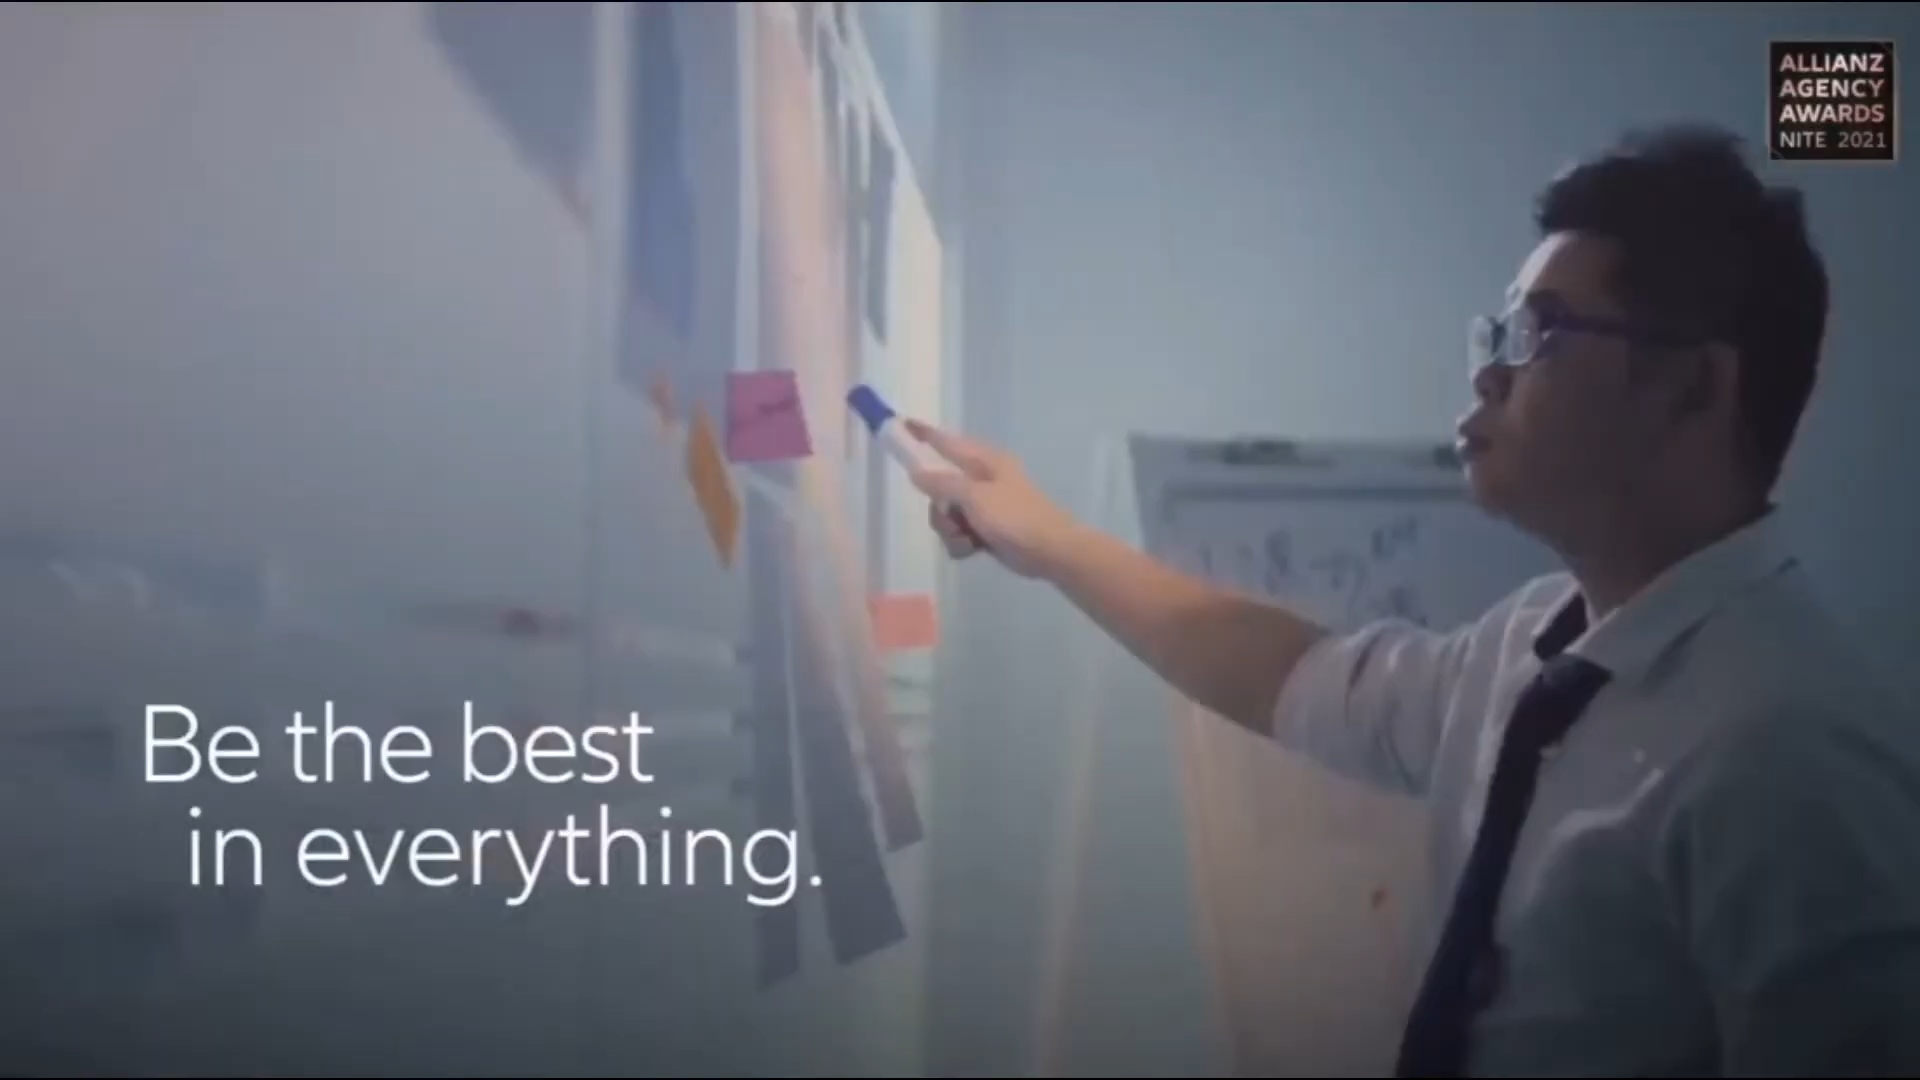 ALLIANZ
AGENCY
AWARDS
NITE 2021
Be the best
in everything.